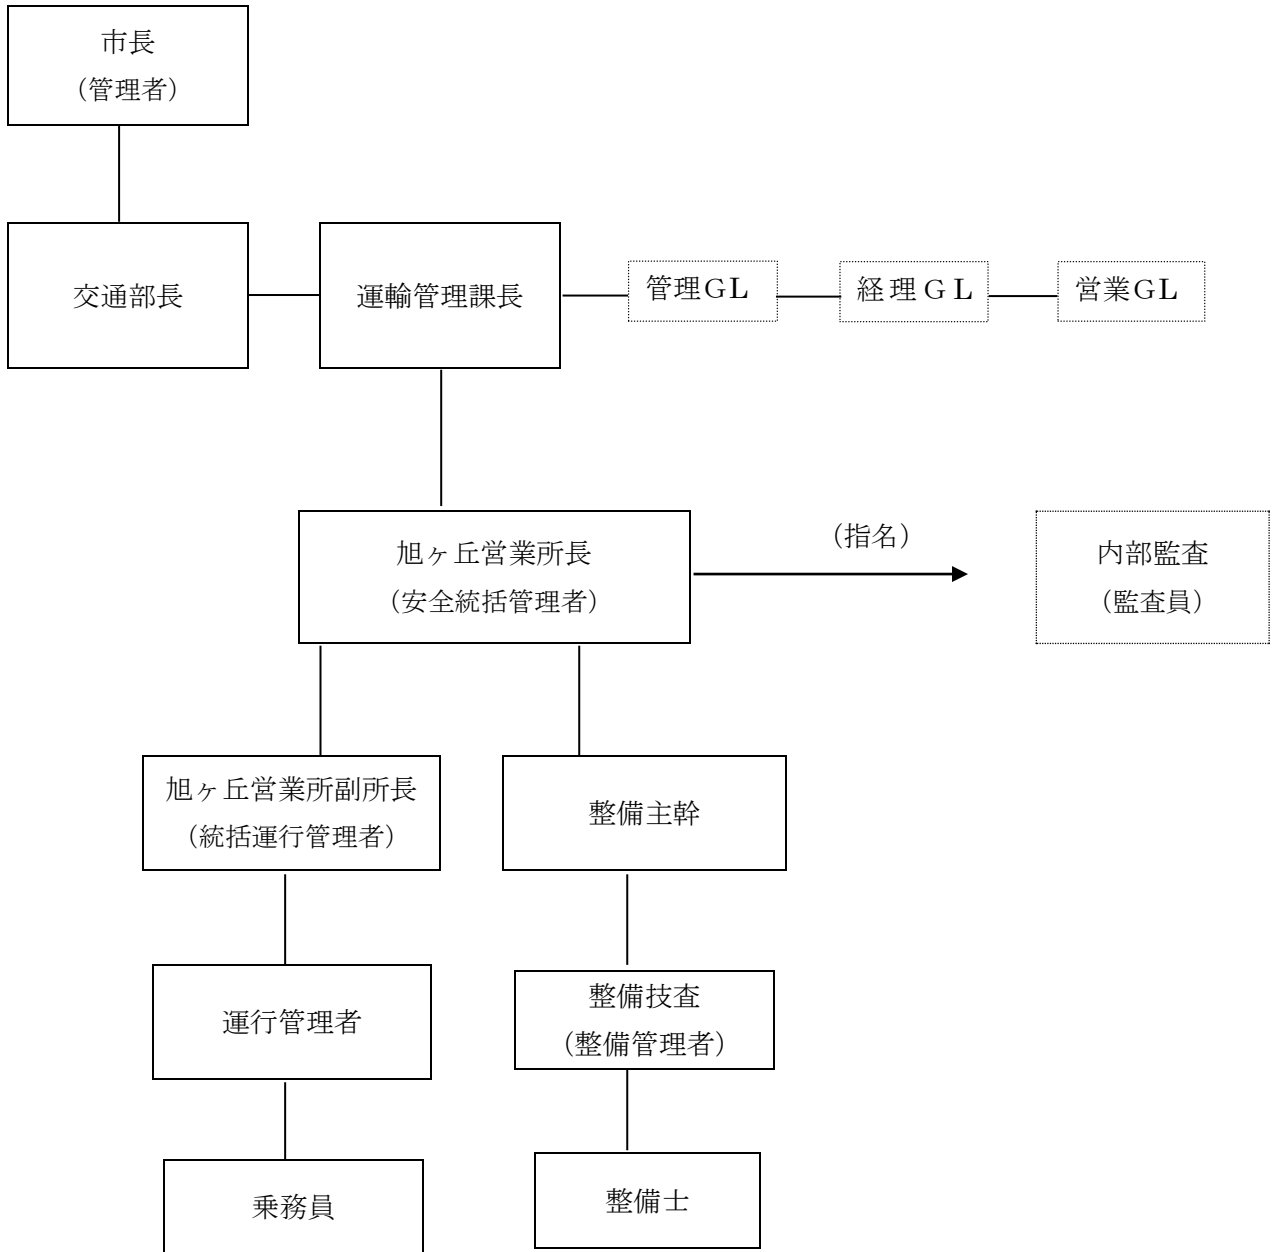 市長
（管理者）
交通部長
運輸管理課長
管理GL
経理ＧＬ
営業GL
旭ヶ丘営業所長
（安全統括管理者）
（指名）
内部監査
（監査員）
旭ヶ丘営業所副所長
（統括運行管理者）
整備主幹
運行管理者
整備技査
（整備管理者）
乗務員
整備士